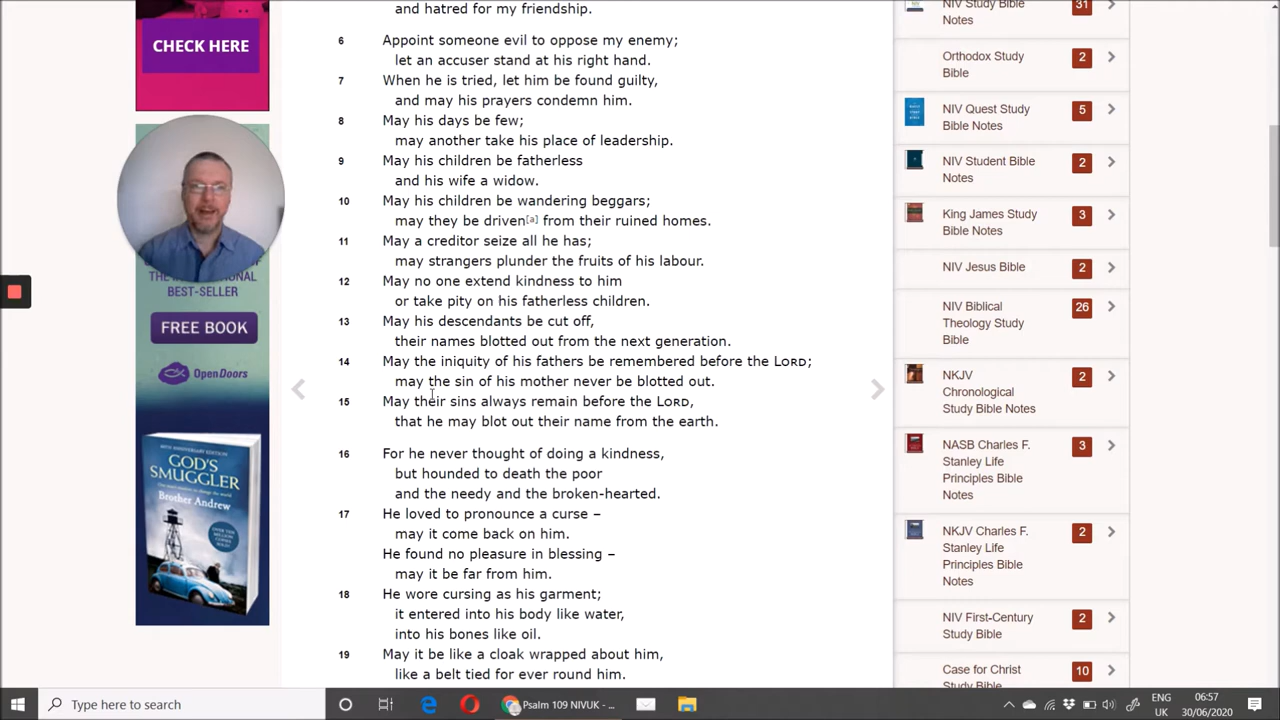 CHECK HERE
THE INTERNATIONAL
BEST-SELLER
FREE BOOK
OpenDoors
GOD'S
SMUGGLER
Brother Andrew
and hatred for my friendship.
6 Appoint someone evil to oppose my enemy;
let an accuser stand at his right hand.
7 When he is tried, let him be found guilty,
and may his prayers condemn him.
8 May his days be few;
may another take his place of leadership.
9 May his children be fatherless
and his wife a widow.
10 May his children be wandering beggars;
may they be driven[a] from their ruined homes.
11 May a creditor seize all he has;
may strangers plunder the fruits of his labour.
12 May no one extend kindness to him
or take pity on his fatherless children.
13 May his descendants be cut off,
their names blotted out from the next generation.
14 May the iniquity of his fathers be remembered before the LORD;
may the sin of his mother never be blotted out.
15 May their sins always remain before the LORD,
that he may blot out their name from the earth.
16 For he never thought of doing a kindness,
but hounded to death the poor
and the needy and the broken-hearted.
17 He loved to pronounce a curse –
may it come back on him.
He found no pleasure in blessing –
may it be far from him.
18 He wore cursing as his garment;
it entered into his body like water,
into his bones like oil.
19 May it be like a cloak wrapped about him,
like a belt tied for ever round him.
NIV Study Bible 31
Notes
Orthodox Study 2
Bible
NIV Quest Study 5
Bible Notes
NIV Student Bible 2
Notes
King James Study 3
Bible Notes
NIV Jesus Bible 2
NIV Biblical 26
Theology Study
Bible
NKJV 2
Chronological
Study Bible Notes
NASB Charles F. 3
Stanley Life
Principles Bible
Notes
NKJV Charles F. 2
Stanley Life
Principles Bible
Notes
NIV First-Century 2
Study Bible
Case for Christ 10
Study Bible
Type here to search
Psalm 109 NIVUK - ...
ENG
UK
06:57
30/06/2020